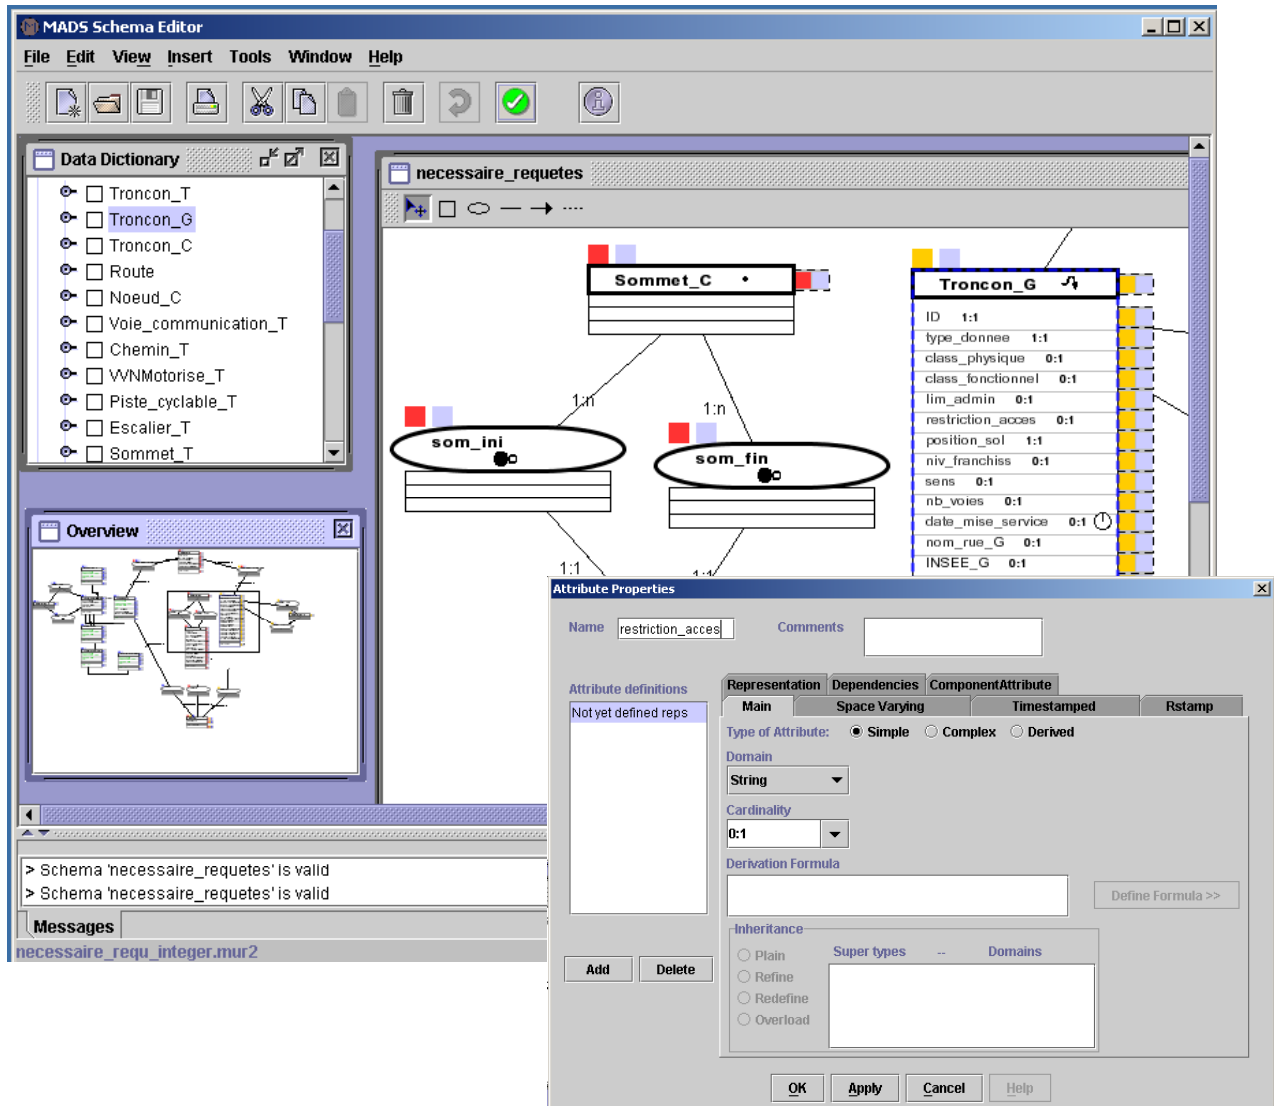 MADS Schema Editor
File Edit View Insert Tools Window Help
Data Dictionary
Troncon_T
Troncon_G
Troncon_C
Route
Noeud_C
Voie_communication_T
Chemin_T
VVNMotorise_T
Piste_cyclable_T
Escalier_T
Sommet_T
Overview
necessaire_requetes
Sommet_C
1:n
1:n
som_ini
som_fin
1:1
1:1
Troncon_G
ID 1:1
type_donnee 1:1
class_physique 0:1
class_fonctionnel 0:1
lim_admin 0:1
restriction_acces 0:1
position_sol 1:1
niv_franchiss 0:1
sens 0:1
nb_voies 0:1
date_mise_service 0:1
nom_rue_G 0:1
INSEE_G 0:1
> Schema 'necessaire_requetes' is valid
> Schema 'necessaire_requetes' is valid
Messages
necessaire_requ_integer.mur2
Attribute Properties
Name restriction_acces Comments
Attribute definitions
Not yet defined reps
Add Delete
Representation Dependencies ComponentAttribute
Main Space Varying Timestamped Rstamp
Type of Attribute: Simple Complex Derived
Domain
String
Cardinality
0:1
Derivation Formula
Define Formula >>
Inheritance
Plain
Refine
Redefine
Overload
Super types -- Domains
OK Apply Cancel Help